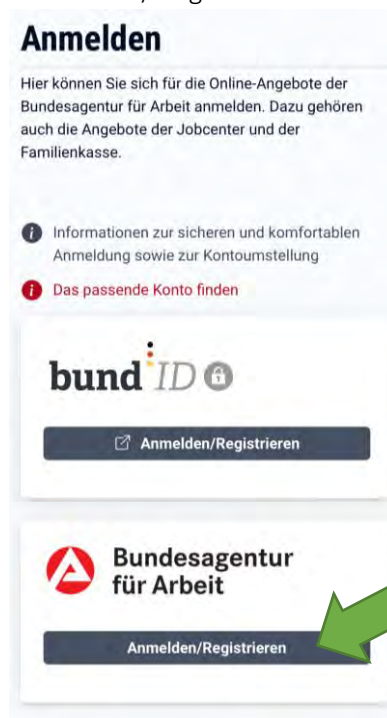 Anmelden
Hier können Sie sich für die Online-Angebote der
Bundesagentur für Arbeit anmelden. Dazu gehören
auch die Angebote der Jobcenter und der
Familienkasse.
Informationen zur sicheren und komfortablen
Anmeldung sowie zur Kontoumstellung
Das passende Konto finden
bund ID
Anmelden/Registrieren
Bundesagentur
für Arbeit
Anmelden/Registrieren